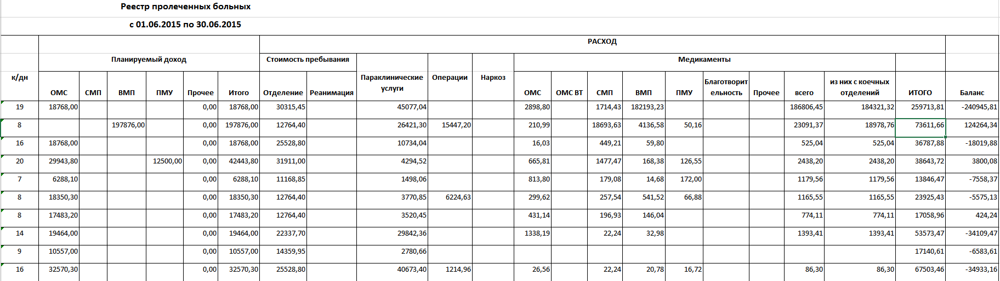 Реестр пролеченных больных
с 01.06.2015 по 30.06.2015
РАСХОД
Планируемый доход Стоимость пребывания Медикаменты
к/дн Параклинические услуги Операции Наркоз
ОМС СМП ВМП ПМУ Прочее Итого Отделение Реанимация ОМС ОМС ВТ СМП ВМП ПМУ Благотворит ельность Прочее всего из них с коечных отделений ИТОГО Баланс
19 18768,00 0,00 18768,00 30315,45 45077,04 2898,80 1714,43 182193,23 186806,45 184321,32 259713,81 -240945,81
8 197876,00 0,00 197876,00 12764,40 26421,30 15447,20 210,99 18693,63 4136,58 50,16 23091,37 18978,76 73611,66 124264,34
16 18768,00 0,00 18768,00 25528,80 10734,04 16,03 449,21 59,80 525,04 525,04 36787,88 -18019,88
20 29943,80 12500,00 0,00 42443,80 31911,00 4294,52 665,81 1477,47 168,38 126,55 2438,20 2438,20 38643,72 3800,08
7 6288,10 0,00 6288,10 11168,85 1498,06 813,80 179,08 14,68 172,00 1179,56 1179,56 13846,47 -7558,37
8 18350,30 0,00 18350,30 12764,40 3770,85 6224,63 299,62 257,54 541,52 66,88 1165,55 1165,55 23925,43 -5575,13
8 17483,20 0,00 17483,20 12764,40 3520,45 431,14 196,93 146,04 774,11 774,11 17058,96 424,24
14 19464,00 0,00 19464,00 22337,70 29842,36 1338,19 22,24 32,98 1393,41 1393,41 53573,47 -34109,47
9 10557,00 0,00 10557,00 14359,95 2780,66 17140,61 -6583,61
16 32570,30 0,00 32570,30 25528,80 40673,40 1214,96 26,56 22,24 20,78 16,72 86,30 86,30 67503,46 -34933,16